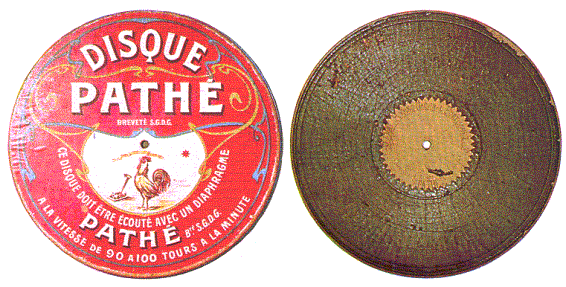 DISQUE
PATHÉ
BREVETÉ S.G.D.G.
CE DISQUE DOIT ÊTRE ÉCOUTÉ AVEC UN DIAPHRAGME
PATHÉ Bté S.G.D.G.
A LA VITESSE DE 90 A 100 TOURS A LA MINUTE